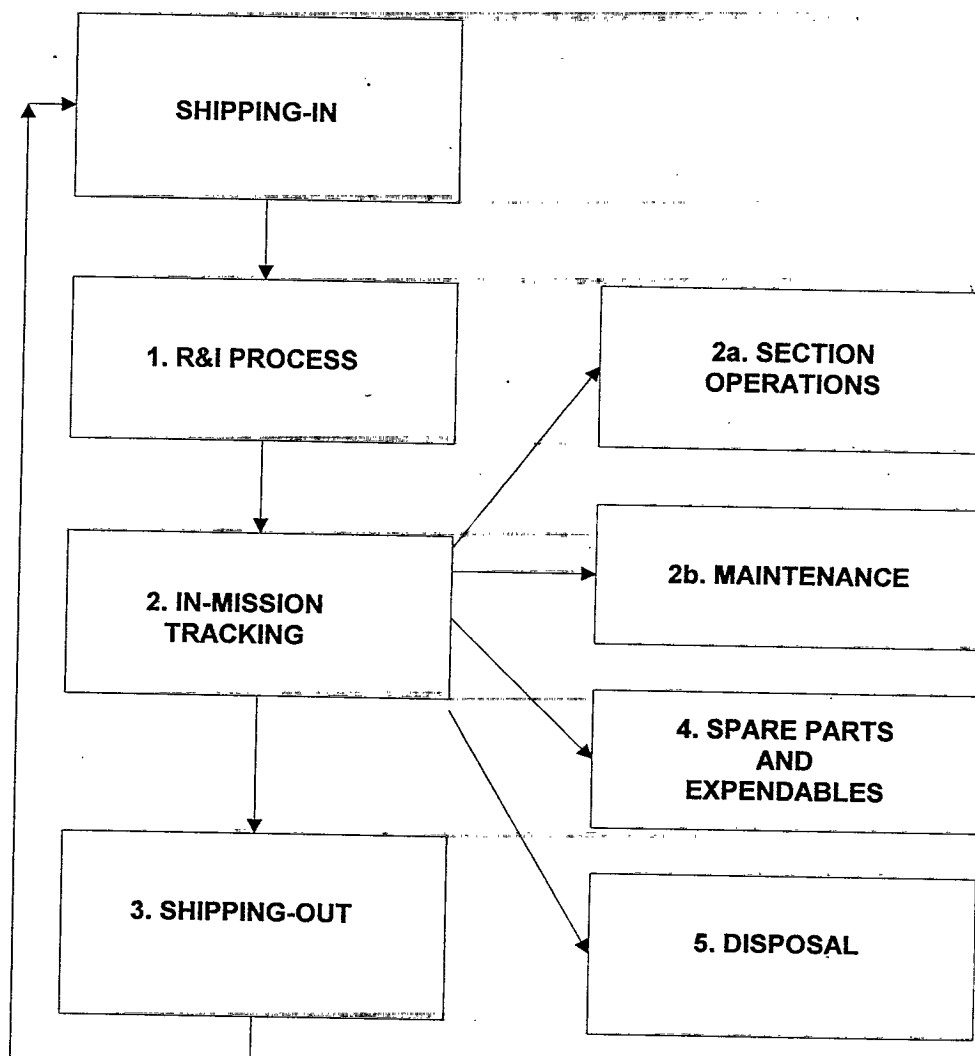 SHIPPING-IN
1. R&I PROCESS
2a. SECTION
OPERATIONS
2. IN-MISSION
TRACKING
2b. MAINTENANCE
4. SPARE PARTS
AND
EXPENDABLES
3. SHIPPING-OUT
5. DISPOSAL